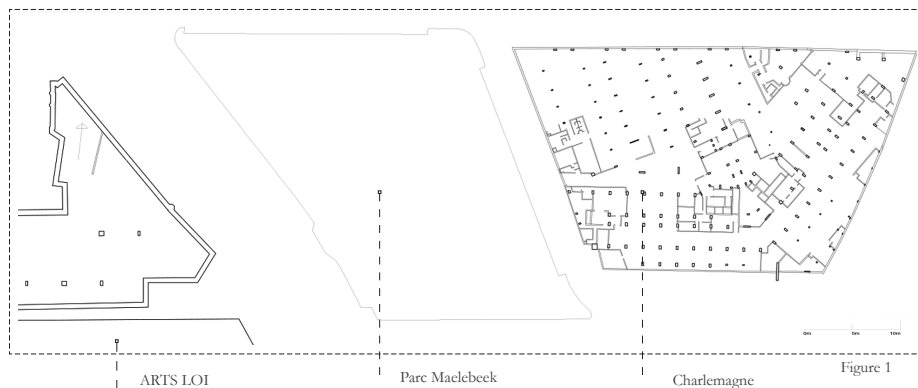 0m 5m 10m
Figure 1
ARTS LOI
Parc Maelebeek
Charlemagne